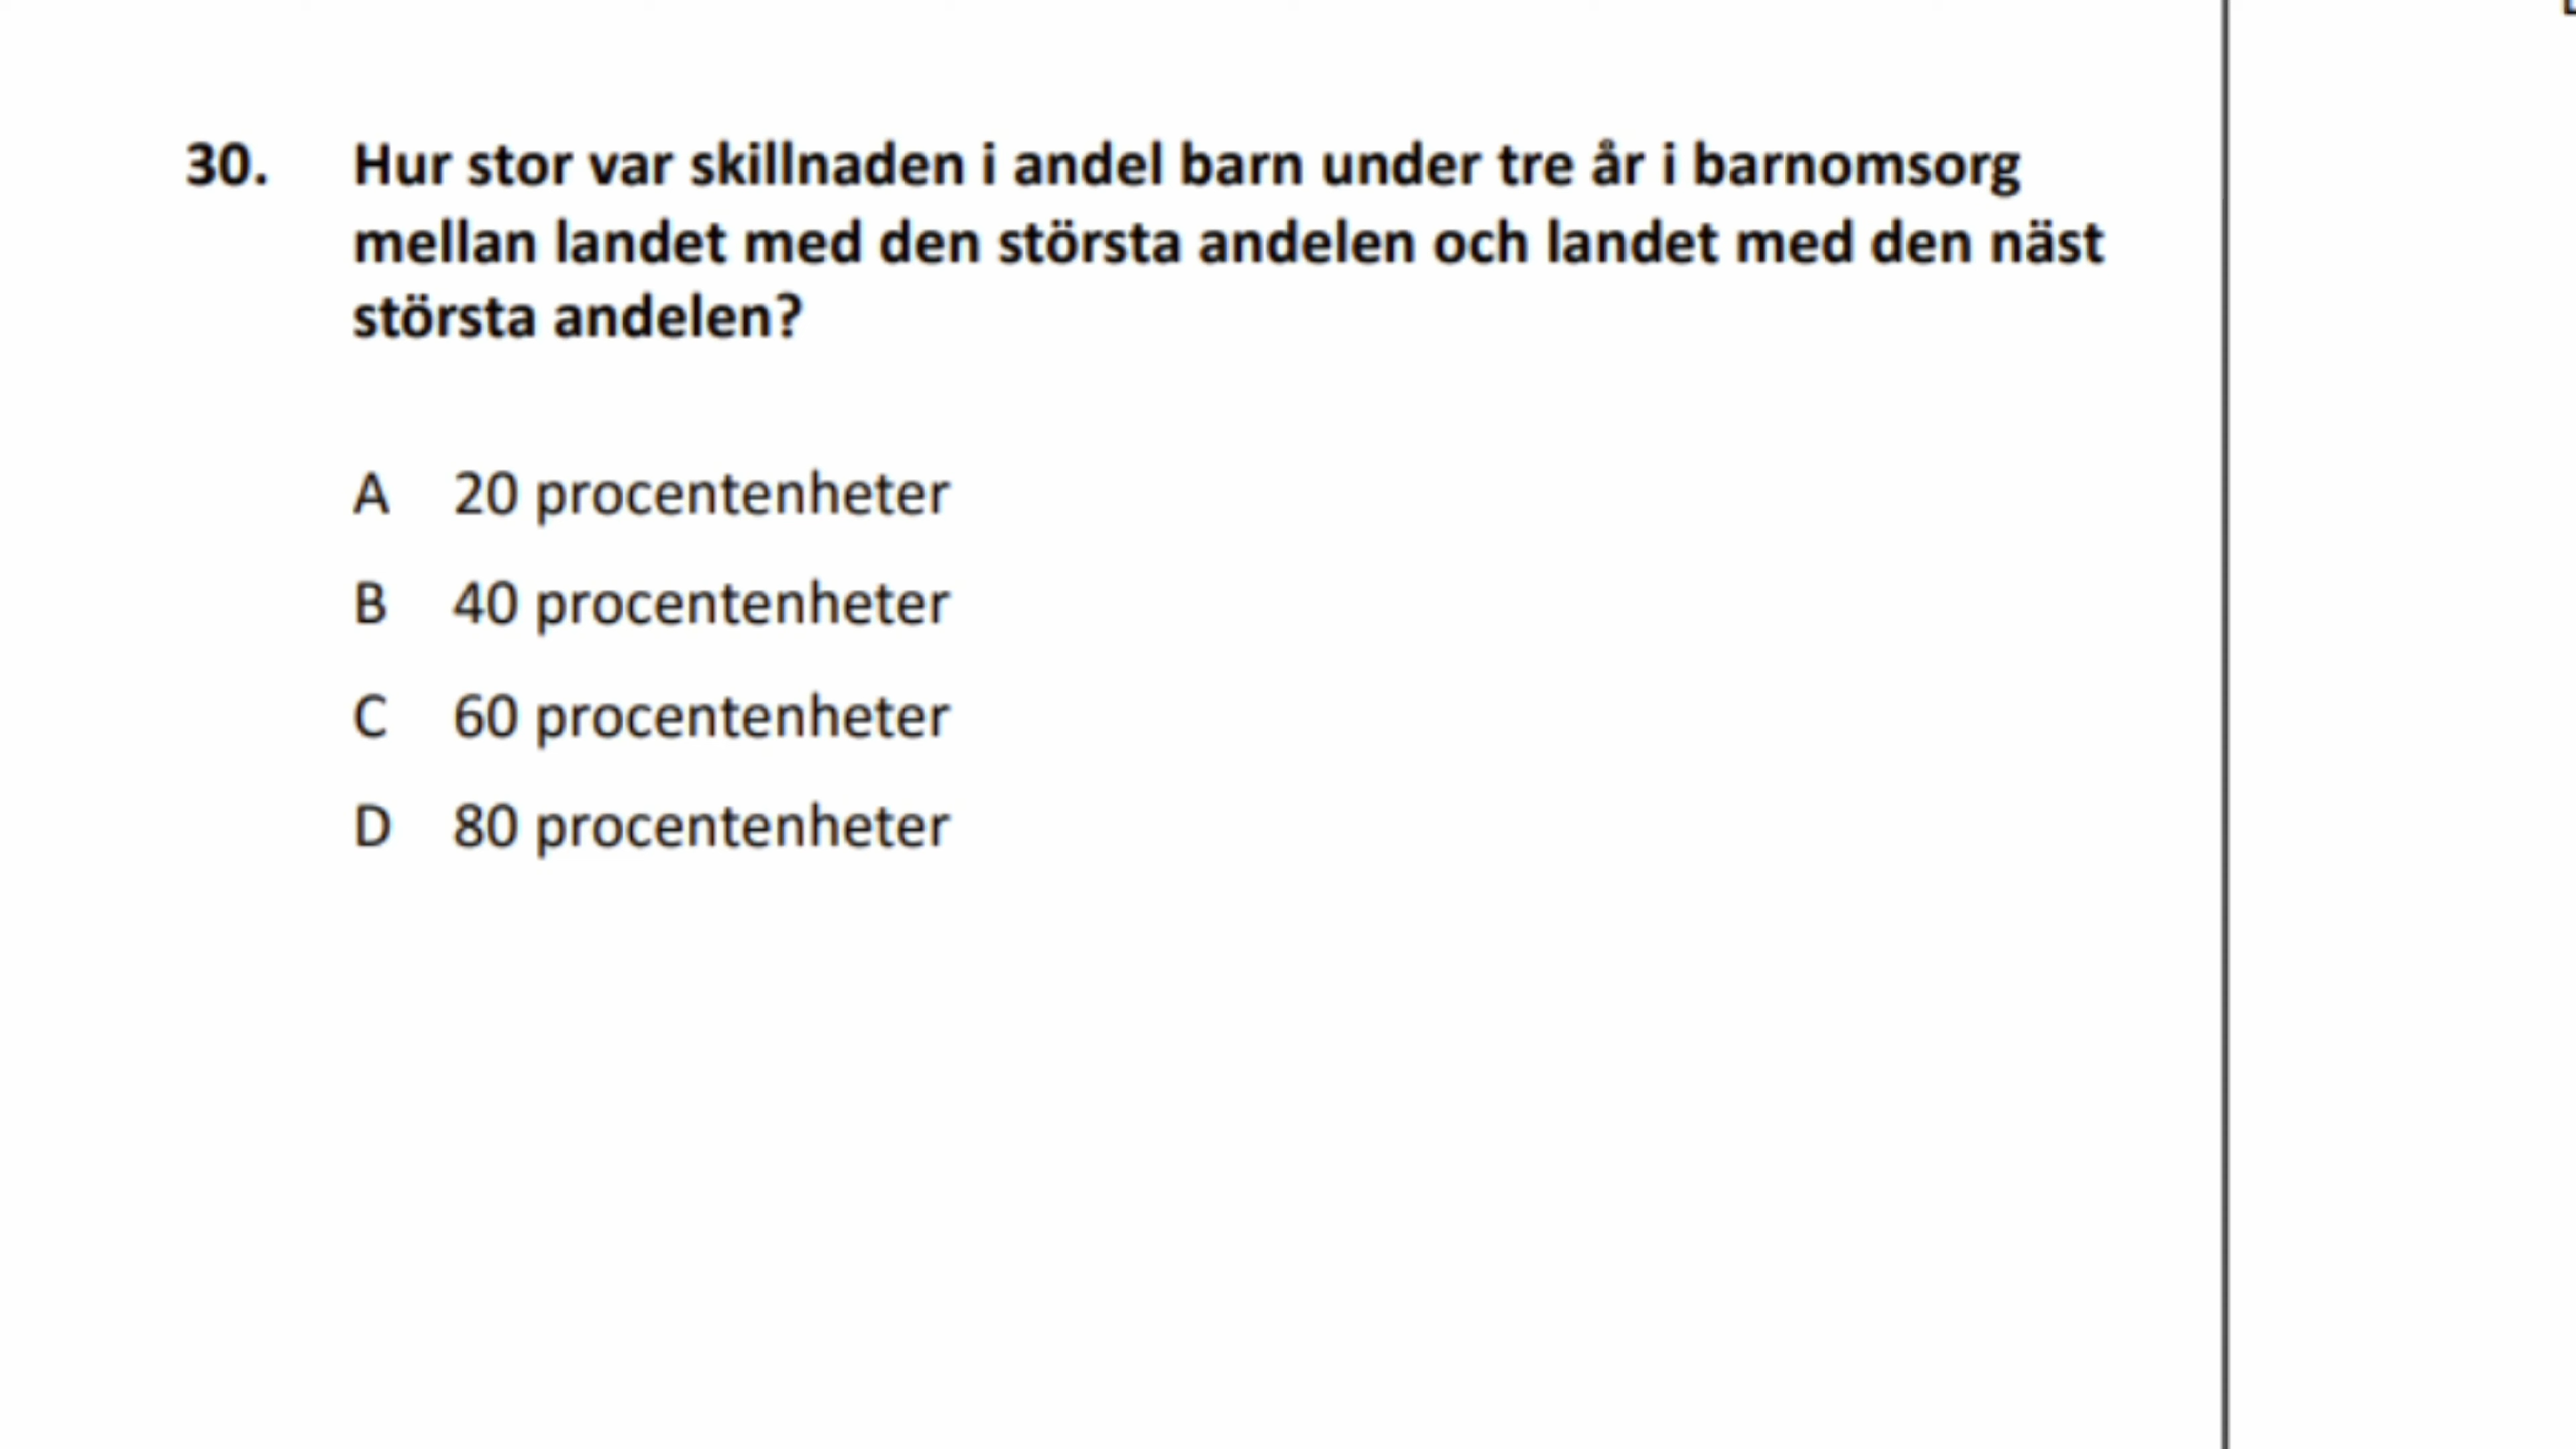 30. Hur stor var skillnaden i andel barn under tre år i barnomsorg
mellan landet med den största andelen och landet med den näst
största andelen?
A 20 procentenheter
B 40 procentenheter
C 60 procentenheter
D 80 procentenheter